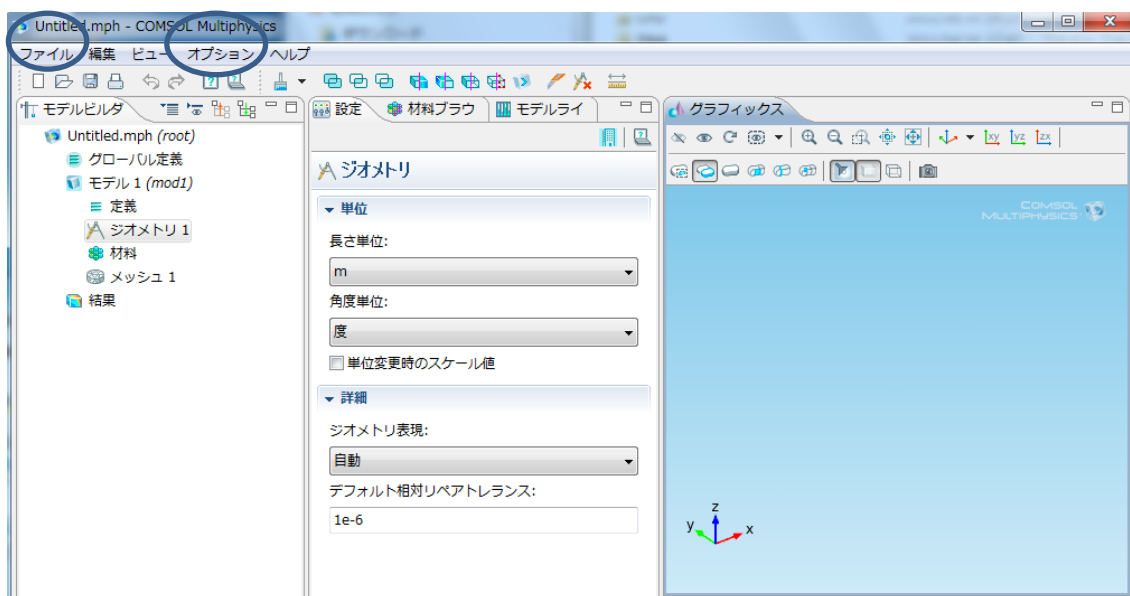 Untitled.mph - COMSOL Multiphysics
ファイル 編集 ビュー オプション ヘルプ
モデルビルダ
Untitled.mph (root)
グローバル定義
モデル 1 (mod1)
定義
ジオメトリ 1
材料
メッシュ 1
結果
設定 材料ブラウ モデルライ
ジオメトリ
単位
長さ単位:
m
角度単位:
度
単位変更時のスケール値
詳細
ジオメトリ表現:
自動
デフォルト相対リペアトレランス:
1e-6
グラフィックス
xy yz zx
COMSOL
MULTIPHYSICS
z
y x